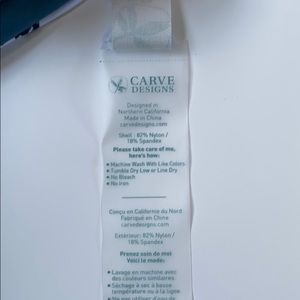 CARVE
DESIGNS
Designed in
Northern California
Made in China
carvedesigns.com
Shell: 82% Nylon /
18% Spandex
Please take care of me,
here's how:
• Machine Wash With Like Colors
• Tumble Dry Low or Line Dry
• No Bleach
• No Iron
Conçu en Californie du Nord
Fabriqué en Chine
carvedesigns.com
Extérieur: 82% Nylon /
18% Spandex
Prenez soin de moi
Voici le mode:
• Lavage en machine avec
des couleurs similaires
• Séchage à sec à basse
température ou à la ligne